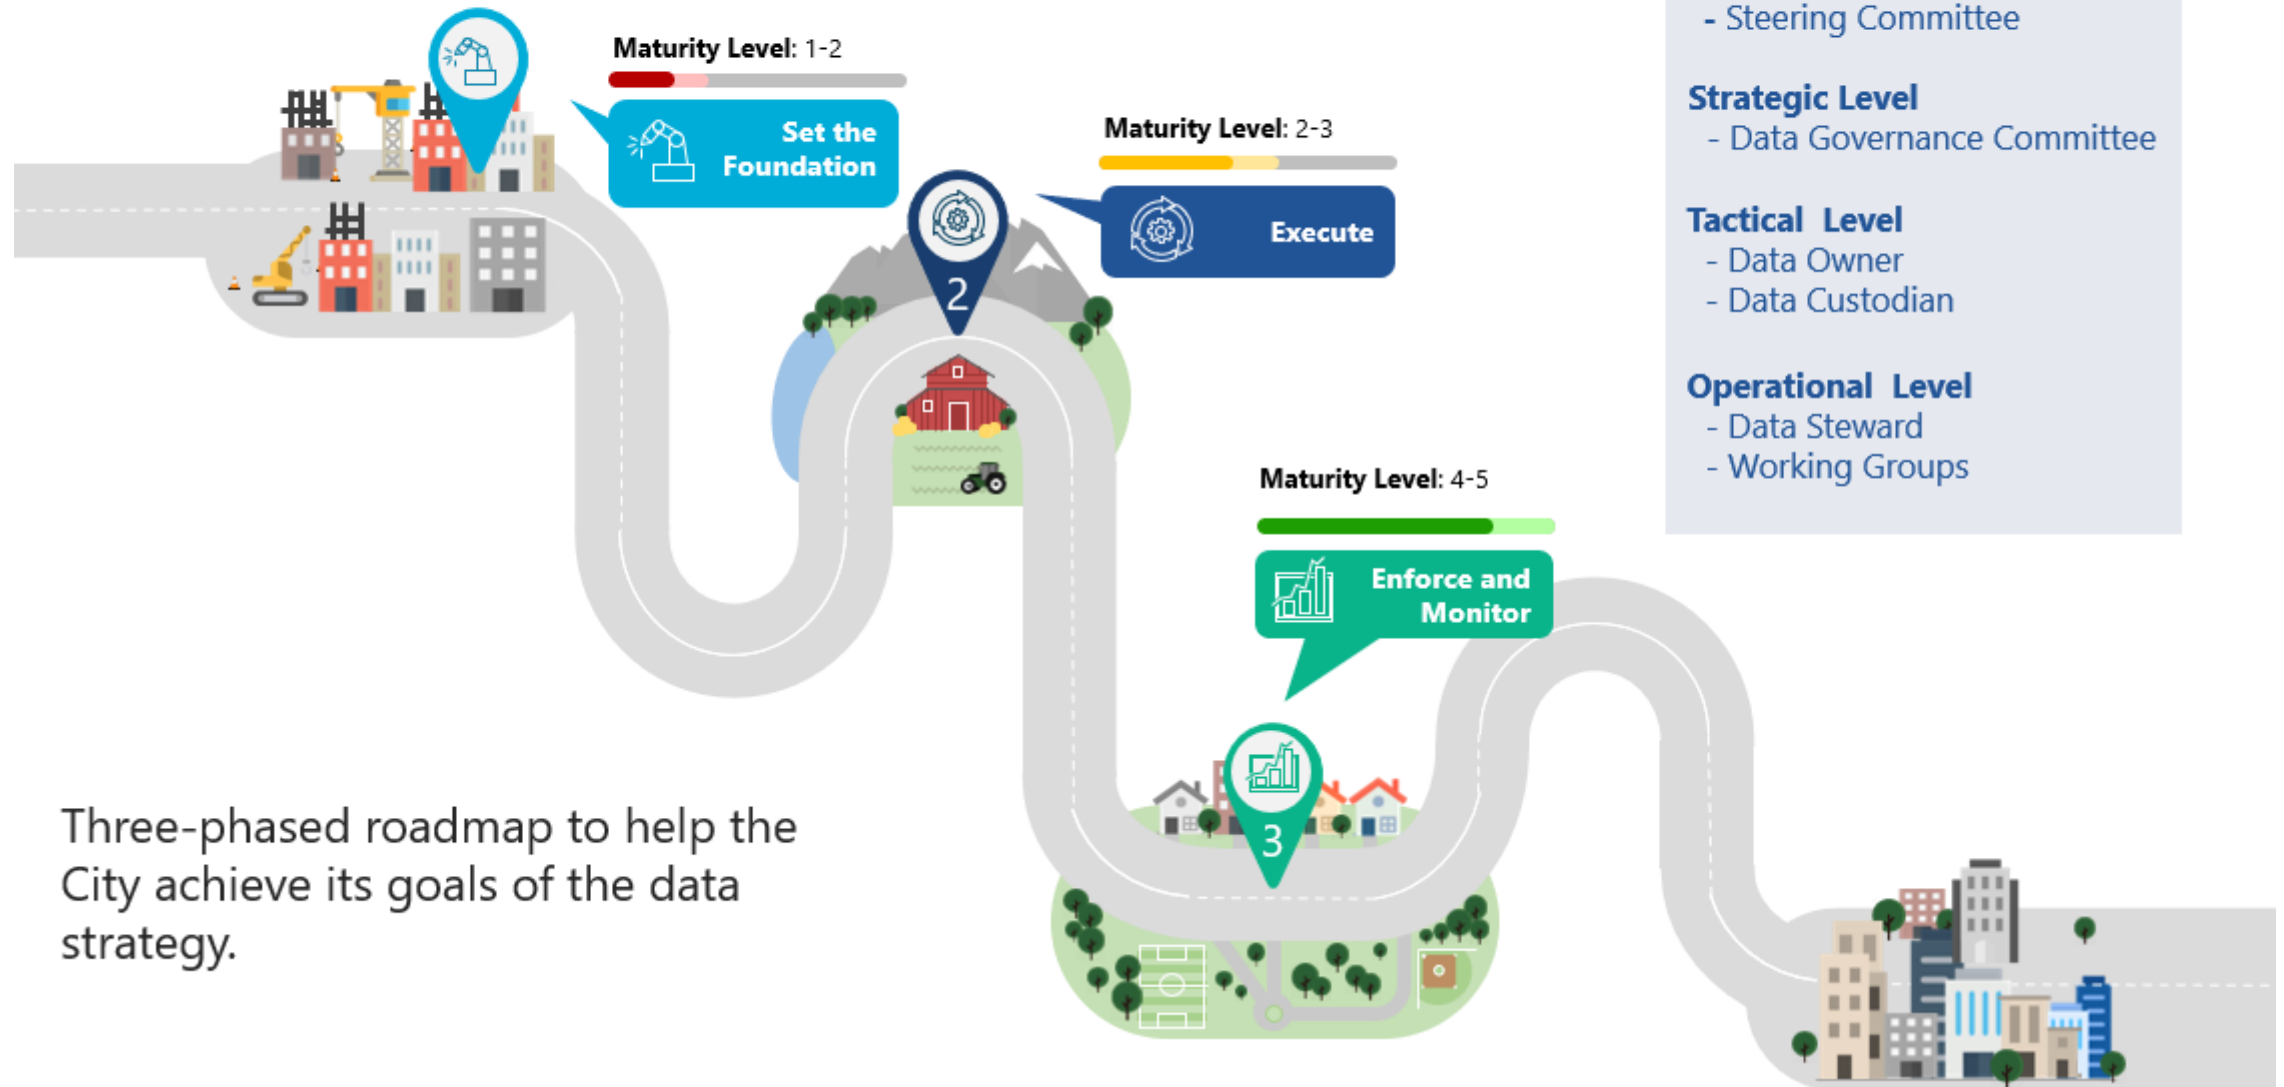 Maturity Level: 1-2
Set the
Foundation
Maturity Level: 2-3
Execute
2
Maturity Level: 4-5
Enforce and
Monitor
3
Three-phased roadmap to help the
City achieve its goals of the data
strategy.
- Steering Committee
Strategic Level
- Data Governance Committee
Tactical Level
- Data Owner
- Data Custodian
Operational Level
- Data Steward
- Working Groups